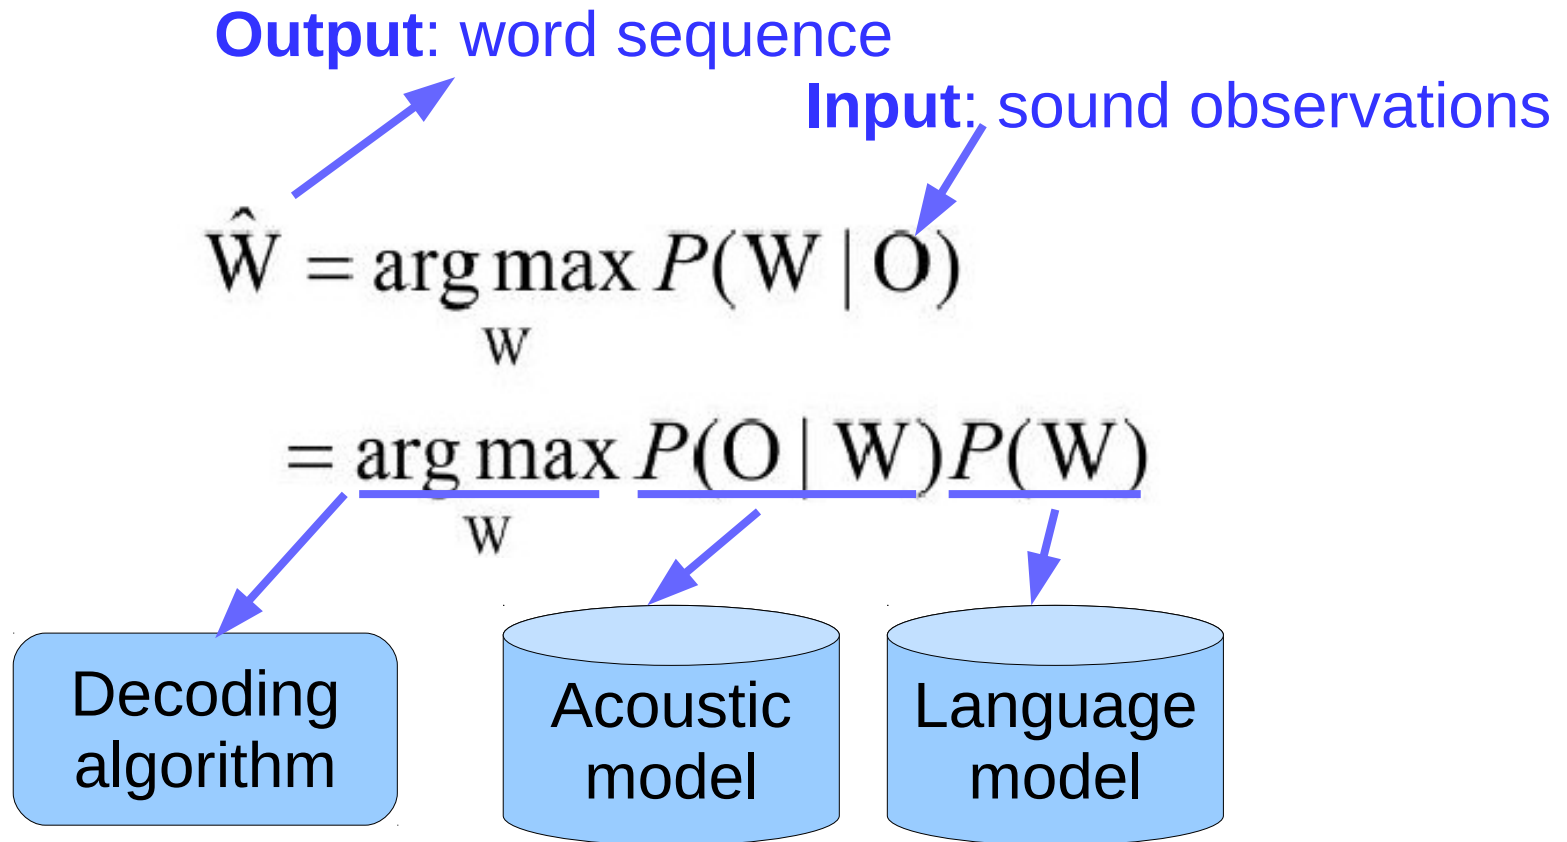 Output: word sequence
Input: sound observations
Ŵ = arg max P(W | O)
W
= arg max P(O | W)P(W)
W
Decoding
algorithm
Acoustic
model
Language
model